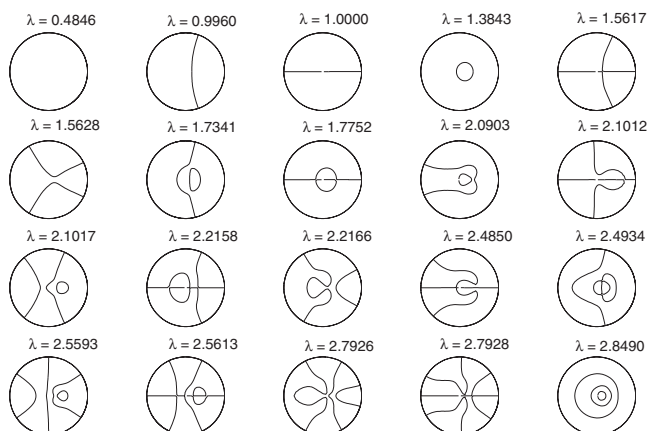 λ = 0.4846
λ = 0.9960
λ = 1.0000
λ = 1.3843
λ = 1.5617
λ = 1.5628
λ = 1.7341
λ = 1.7752
λ = 2.0903
λ = 2.1012
λ = 2.1017
λ = 2.2158
λ = 2.2166
λ = 2.4850
λ = 2.4934
λ = 2.5593
λ = 2.5613
λ = 2.7926
λ = 2.7928
λ = 2.8490